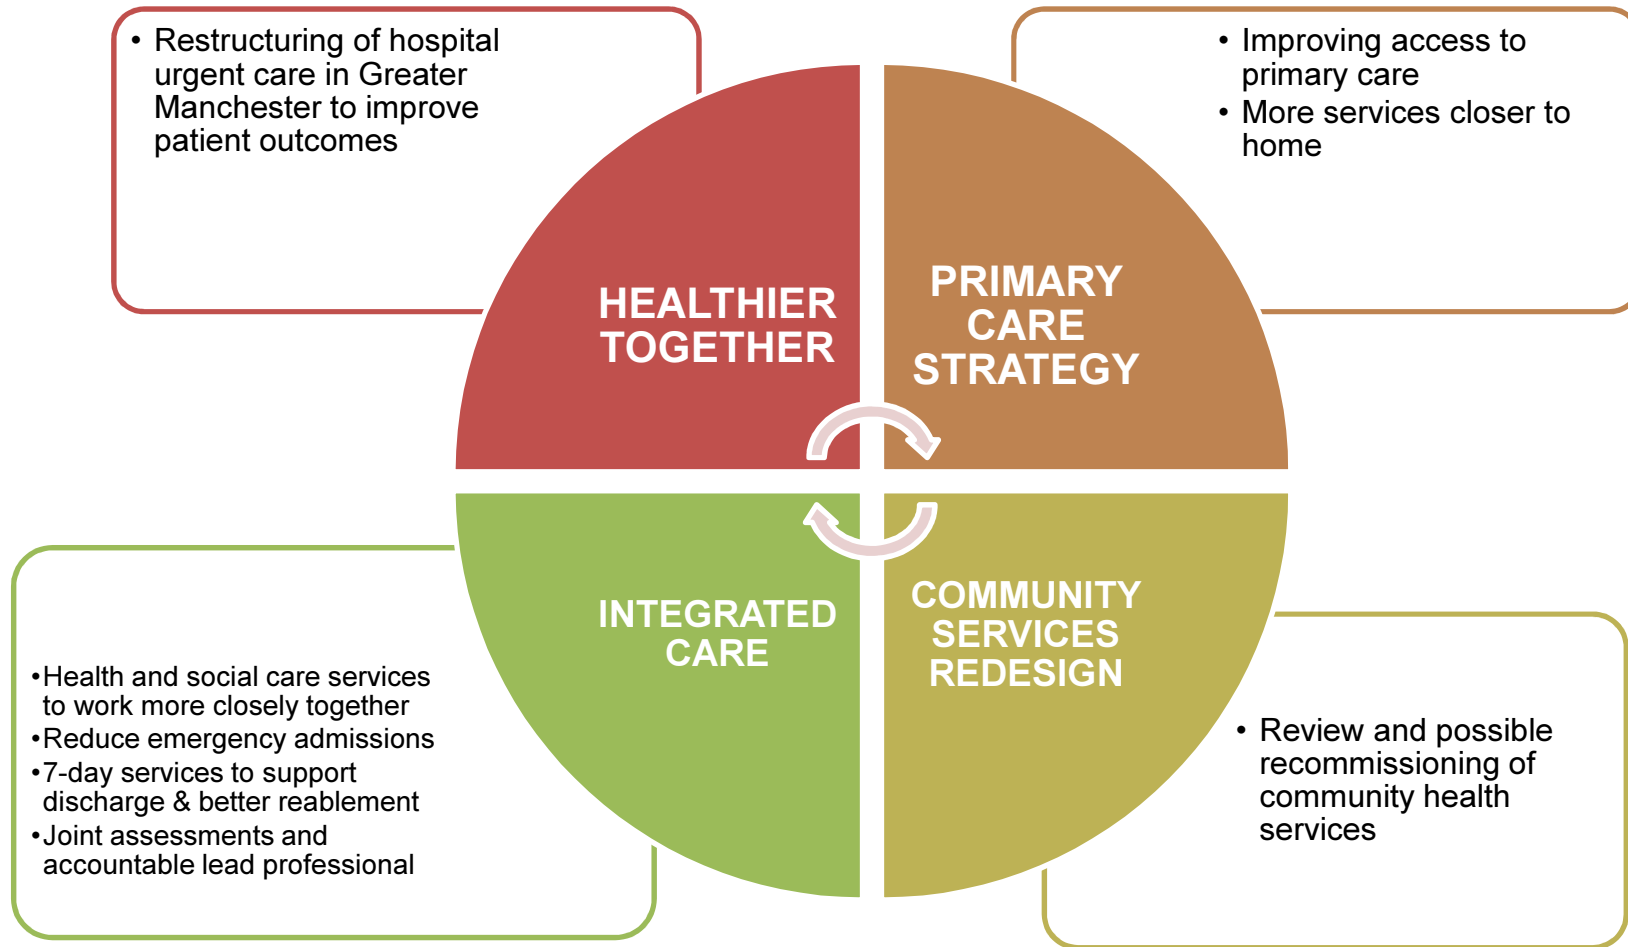 • Restructuring of hospital
urgent care in Greater
Manchester to improve
patient outcomes
• Improving access to
primary care
• More services closer to
home
HEALTHIER
TOGETHER
PRIMARY
CARE
STRATEGY
INTEGRATED
CARE
COMMUNITY
SERVICES
REDESIGN
•Health and social care services
to work more closely together
•Reduce emergency admissions
•7-day services to support
discharge & better reablement
•Joint assessments and
accountable lead professional
• Review and possible
recommissioning of
community health
services